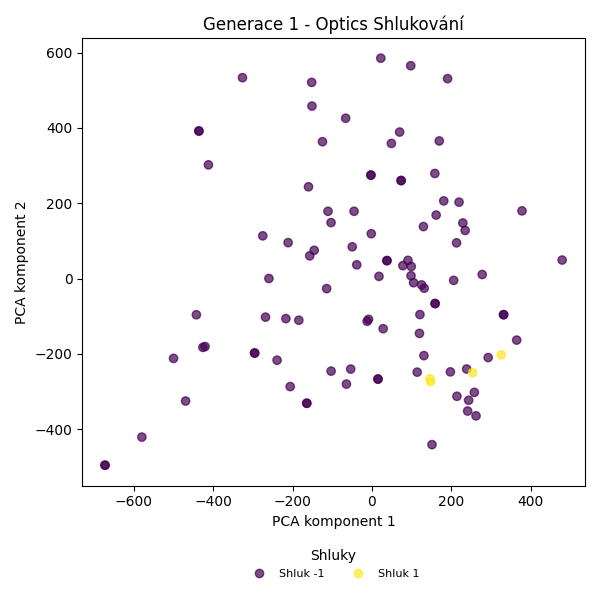 Generace 1 - Optics Shlukování
600
400
200
0
−200
−400
PCA komponent 2
−600
−400
−200
0
200
400
PCA komponent 1
Shluky
Shluk -1
Shluk 1